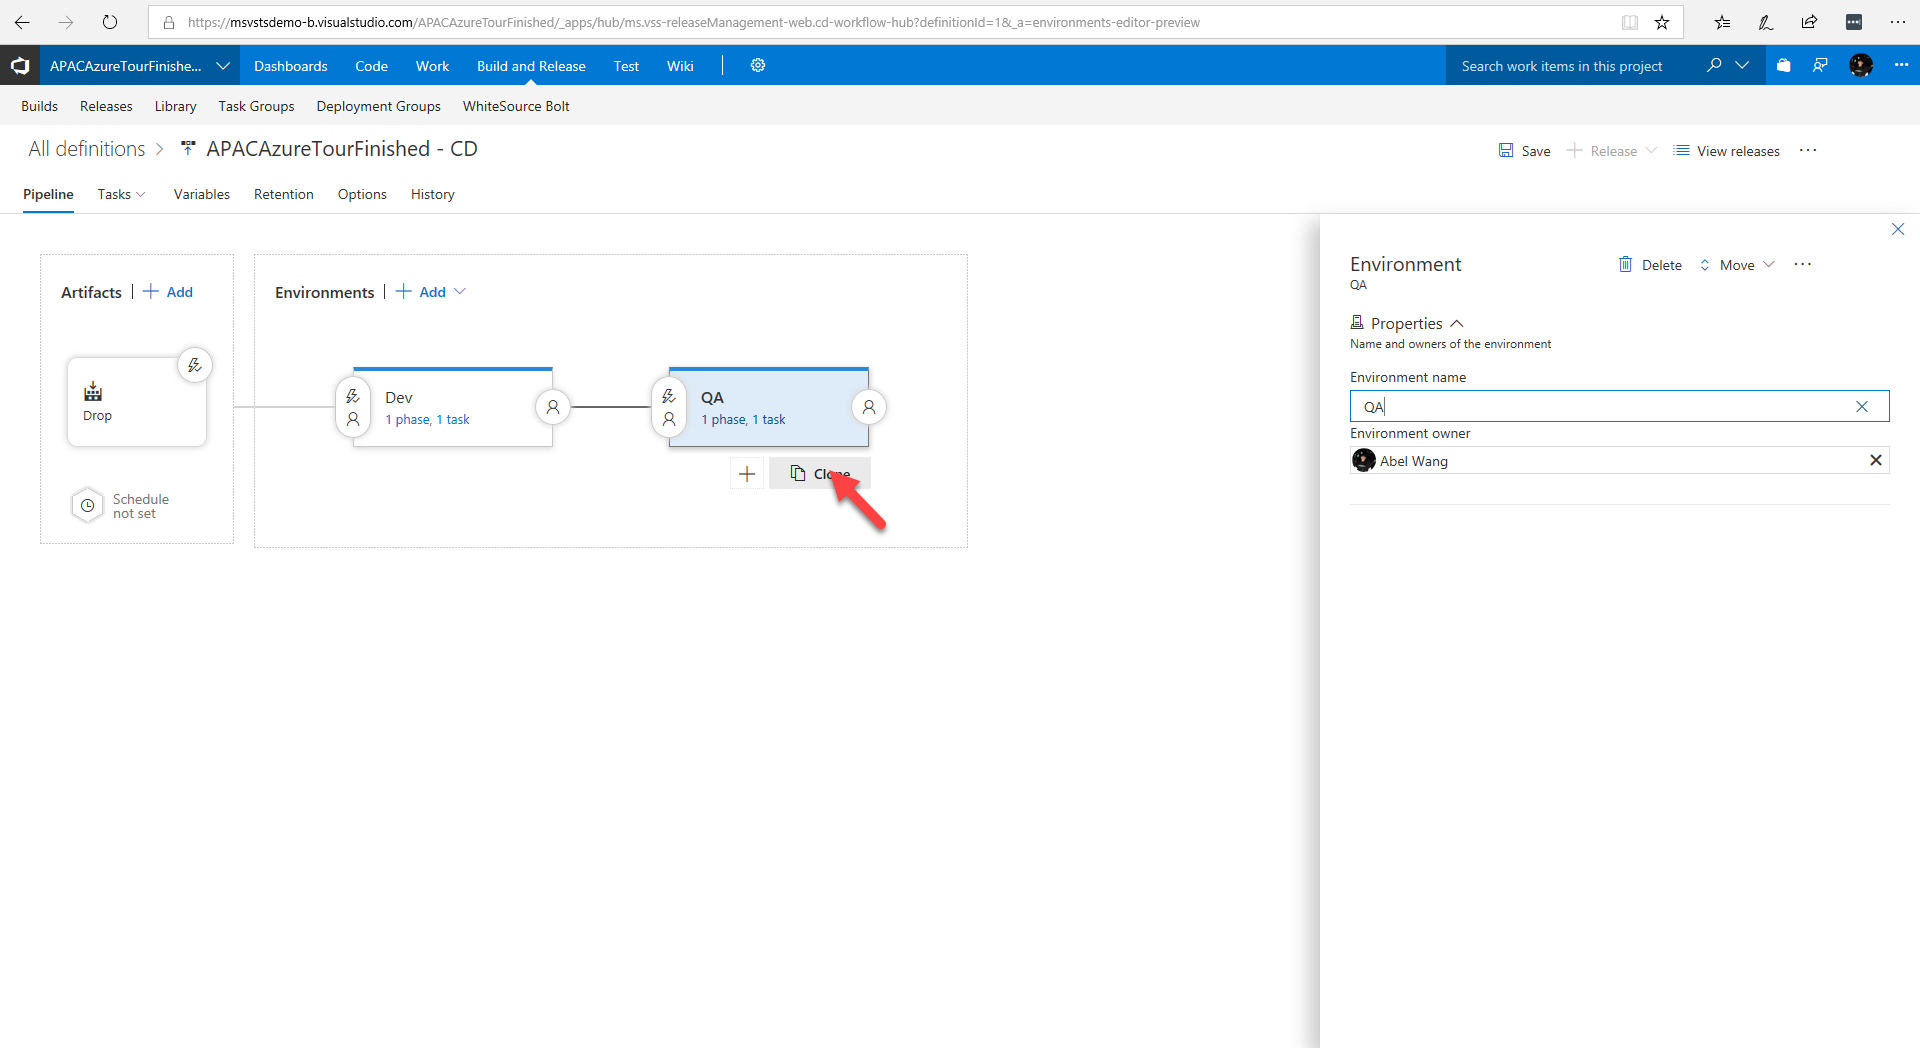 https://msvstsdemo-b.visualstudio.com/APACAzureTourFinished/_apps/hub/ms.vss-releaseManagement-web.cd-workflow-hub?definitionId=1&_a=environments-editor-preview
APACAzureTourFinishe... Dashboards Code Work Build and Release Test Wiki Search work items in this project
Builds Releases Library Task Groups Deployment Groups WhiteSource Bolt
All definitions > APACAzureTourFinished - CD
Save + Release View releases ...
Pipeline Tasks Variables Retention Options History
Artifacts | + Add
Environments | + Add
Drop
Schedule
not set
Dev
1 phase, 1 task
QA
1 phase, 1 task
+ Clone
Environment
QA
Delete Move ...
Properties
Name and owners of the environment
Environment name
QA
Environment owner
Abel Wang